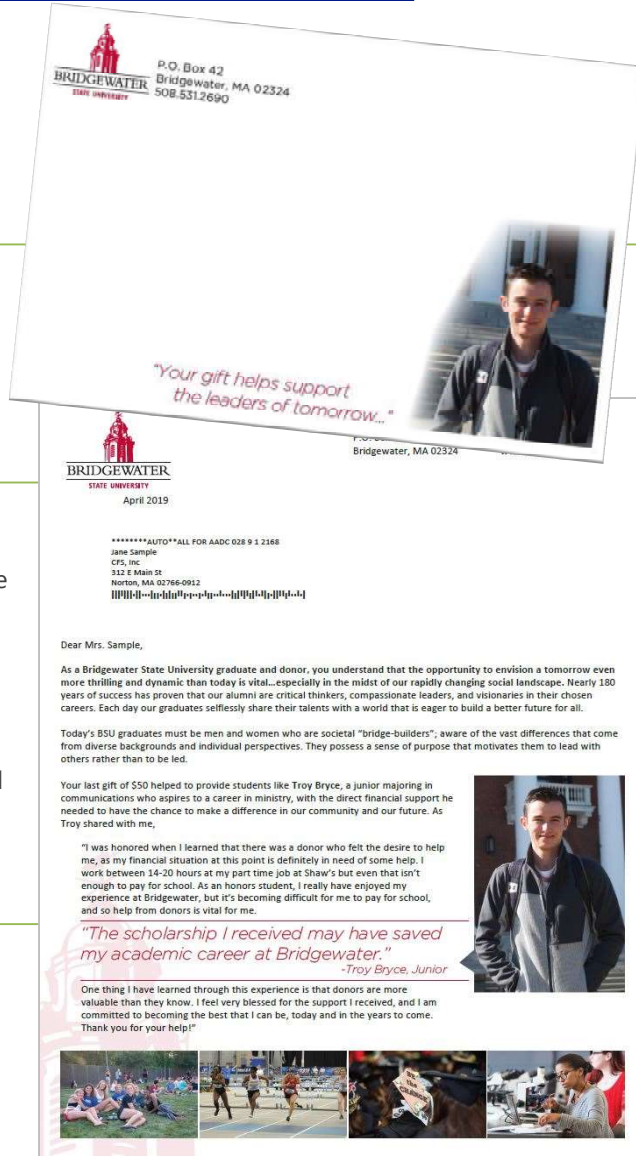 P.O. Box 42
BRIDGEWATER
Bridgewater, MA 02324
STATE UNIVERSITY
508.531.2690
"Your gift helps support
the leaders of tomorrow..."
BRIDGEWATER
STATE UNIVERSITY
Bridgewater, MA 02324
April 2019
e
********AUTO**ALL FOR AADC 028 9 1 2168
Jane Sample
CFS, Inc
312 E Main St
Norton, MA 02766-0912
Dear Mrs. Sample,
As a Bridgewater State University graduate and donor, you understand that the opportunity to envision a tomorrow even
more thrilling and dynamic than today is vital…especially in the midst of our rapidly changing social landscape. Nearly 180
years of success has proven that our alumni are critical thinkers, compassionate leaders, and visionaries in their chosen
careers. Each day our graduates selflessly share their talents with a world that is eager to build a better future for all.
Today's BSU graduates must be men and women who are societal "bridge-builders"; aware of the vast differences that come
from diverse backgrounds and individual perspectives. They possess a sense of purpose that motivates them to lead with
others rather than to be led.
Your last gift of $50 helped to provide students like Troy Bryce, a junior majoring in
communications who aspires to a career in ministry, with the direct financial support he
needed to have the chance to make a difference in our community and our future. As
Troy shared with me,
"I was honored when I learned that there was a donor who felt the desire to help
me, as my financial situation at this point is definitely in need of some help. I
work between 14-20 hours at my part time job at Shaw's but even that isn't
enough to pay for school. As an honors student, I really have enjoyed my
experience at Bridgewater, but it's becoming difficult for me to pay for school,
and so help from donors is vital for me.
"The scholarship I received may have saved
my academic career at Bridgewater."
-Troy Bryce, Junior
One thing I have learned through this experience is that donors are more
valuable than they know. I feel very blessed for the support I received, and I am
committed to becoming the best that I can be, today and in the years to come.
Thank you for your help!"